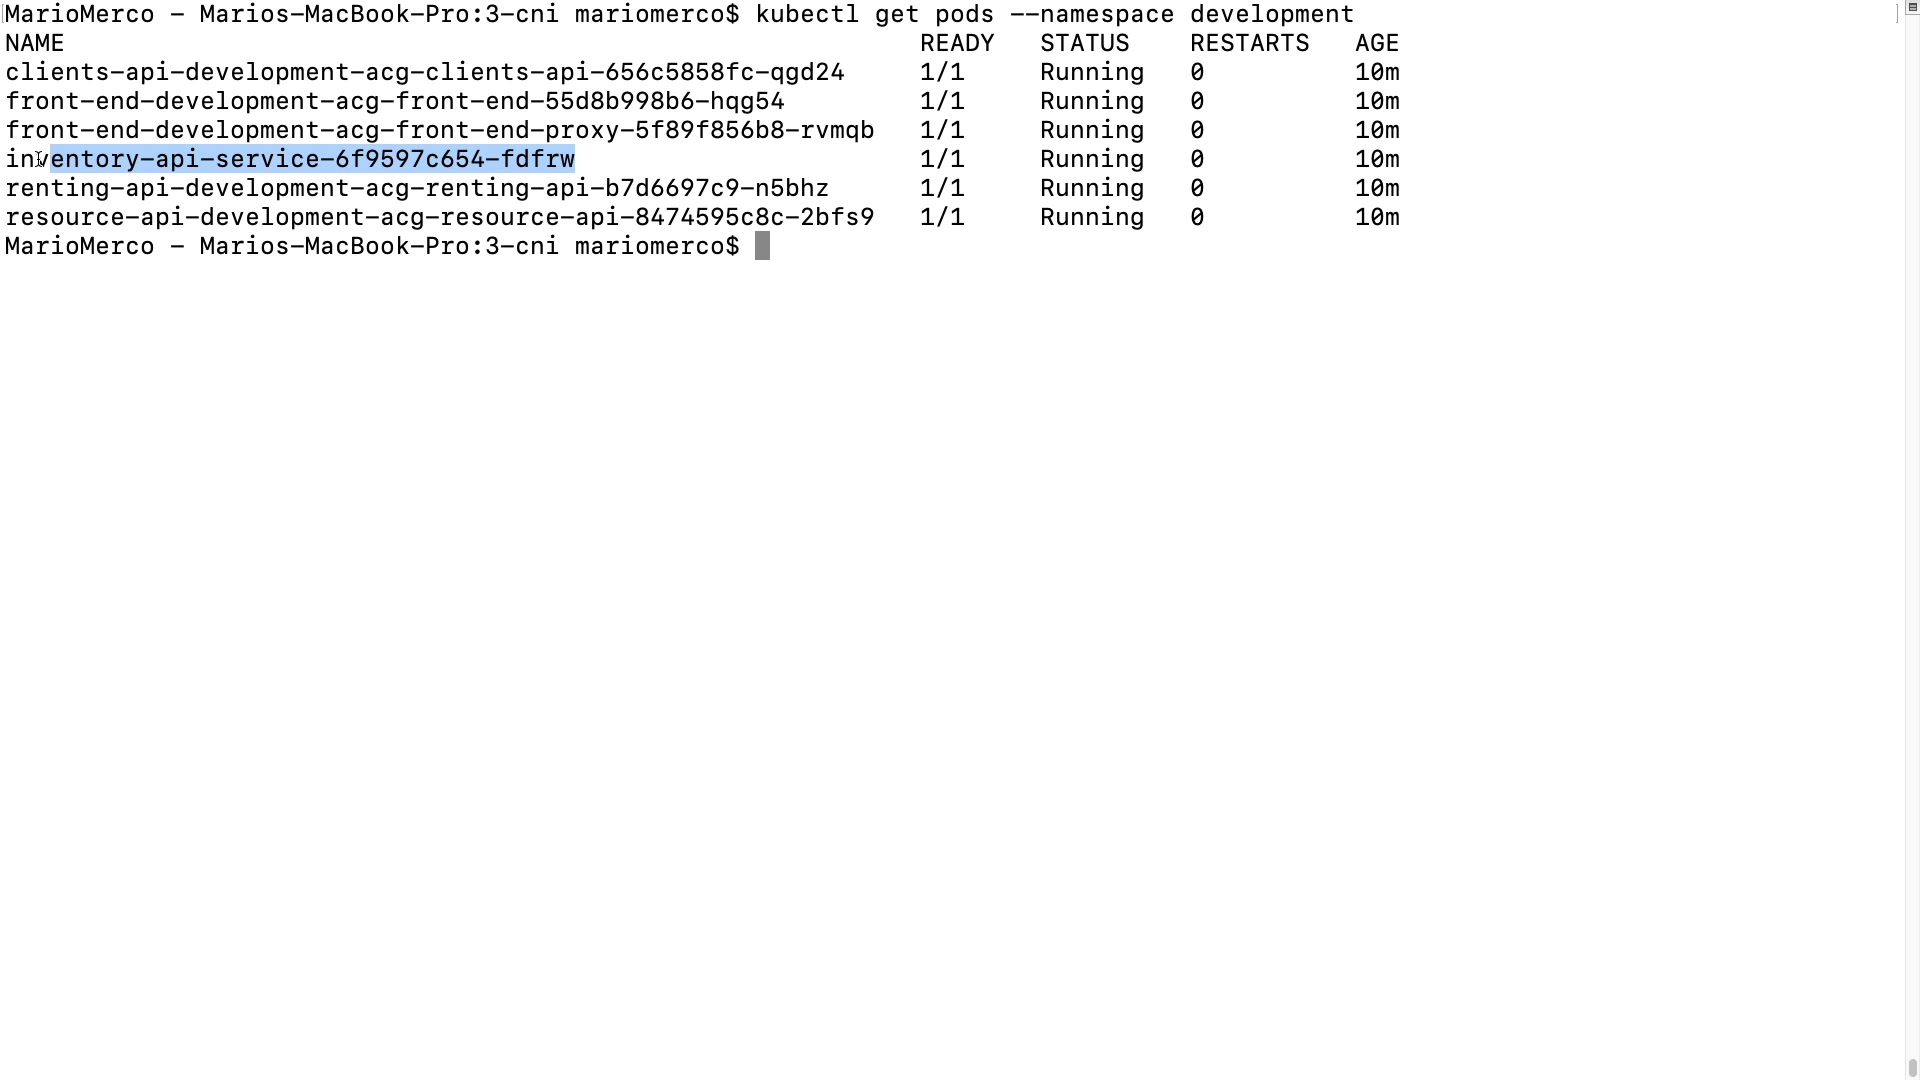 MarioMerco - Marios-MacBook-Pro:3-cni mariomerco$ kubectl get pods --namespace development
NAME READY STATUS RESTARTS AGE
clients-api-development-acg-clients-api-656c5858fc-qgd24 1/1 Running 0 10m
front-end-development-acg-front-end-55d8b998b6-hqg54 1/1 Running 0 10m
front-end-development-acg-front-end-proxy-5f89f856b8-rvmqb 1/1 Running 0 10m
inventory-api-service-6f9597c654-fdfrw 1/1 Running 0 10m
renting-api-development-acg-renting-api-b7d6697c9-n5bhz 1/1 Running 0 10m
resource-api-development-acg-resource-api-8474595c8c-2bfs9 1/1 Running 0 10m
MarioMerco - Marios-MacBook-Pro:3-cni mariomerco$